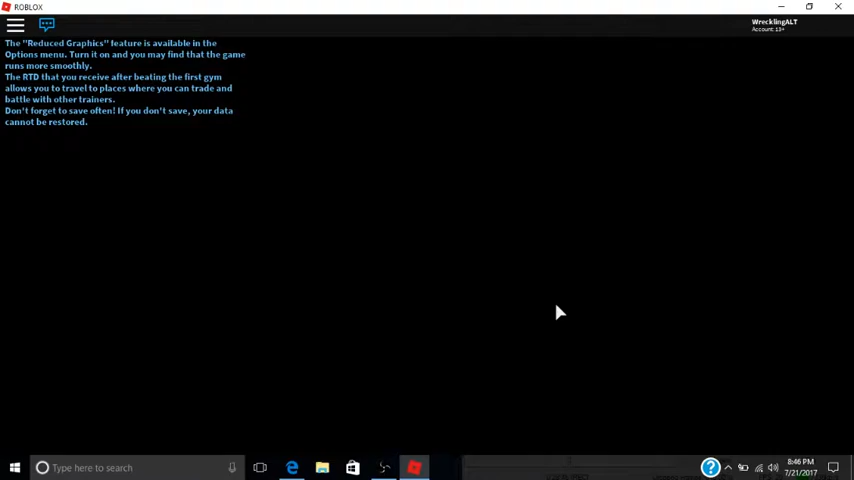 ROBLOX
WrecklingALT
Account: 13+
The "Reduced Graphics" feature is available in the
Options menu. Turn it on and you may find that the game
runs more smoothly.
The RTD that you receive after beating the first gym
allows you to travel to places where you can trade and
battle with other trainers.
Don't forget to save often! If you don't save, your data
cannot be restored.
Type here to search
8:46 PM
7/21/2017